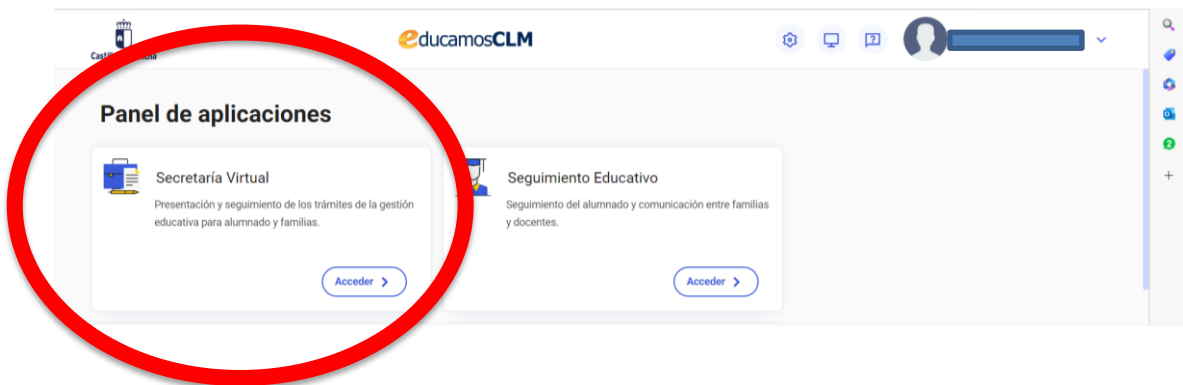 educamosCLM
Panel de aplicaciones
Secretaría Virtual
Presentación y seguimiento de los trámites de la gestión
educativa para alumnado y familias.
Acceder
Seguimiento Educativo
Seguimiento del alumnado y comunicación entre familias
y docentes.
Acceder
2